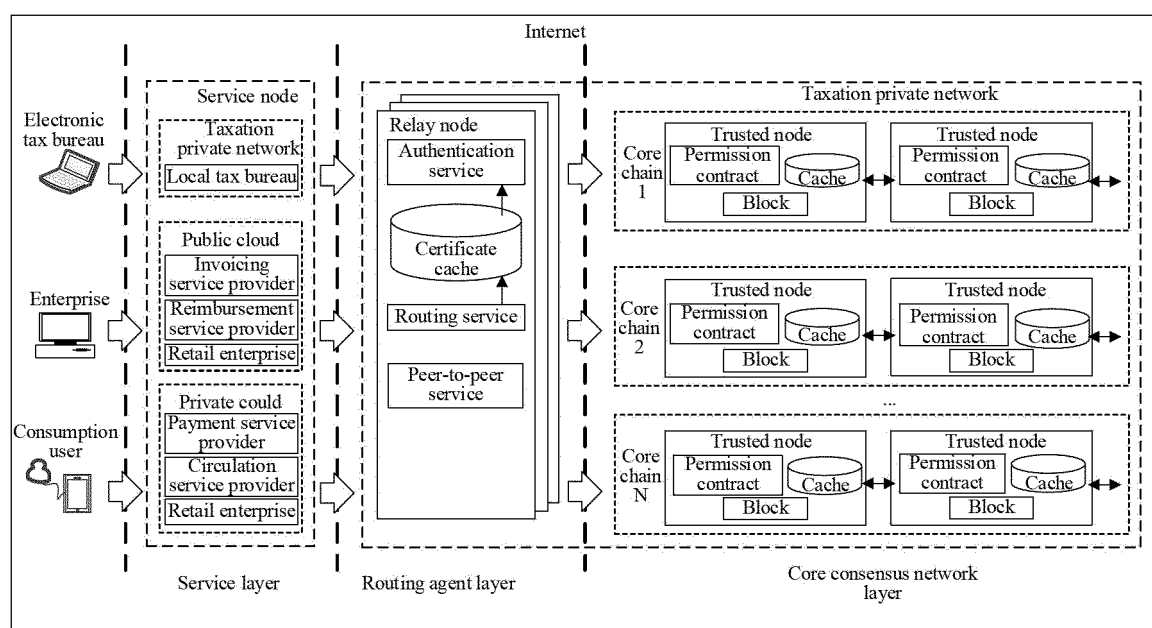 Internet
Electronic
tax bureau
Enterprise
Consumption
user
Service node
Taxation
private network
Local tax bureau
Public cloud
Invoicing
service provider
Reimbursement
service provider
Retail enterprise
Private could
Payment service
provider
Circulation
service provider
Retail enterprise
Service layer
Relay node
Authentication
service
Certificate
cache
Routing service
Peer-to-peer
service
Routing agent layer
Taxation private network
Core
chain
1
Trusted node
Permission
contract
Cache
Block
Trusted node
Permission
contract
Cache
Block
Core
chain
2
Trusted node
Permission
contract
Cache
Block
Trusted node
Permission
contract
Cache
Block
...
Core
chain
N
Trusted node
Permission
contract
Cache
Block
Trusted node
Permission
contract
Cache
Block
Core consensus network
layer